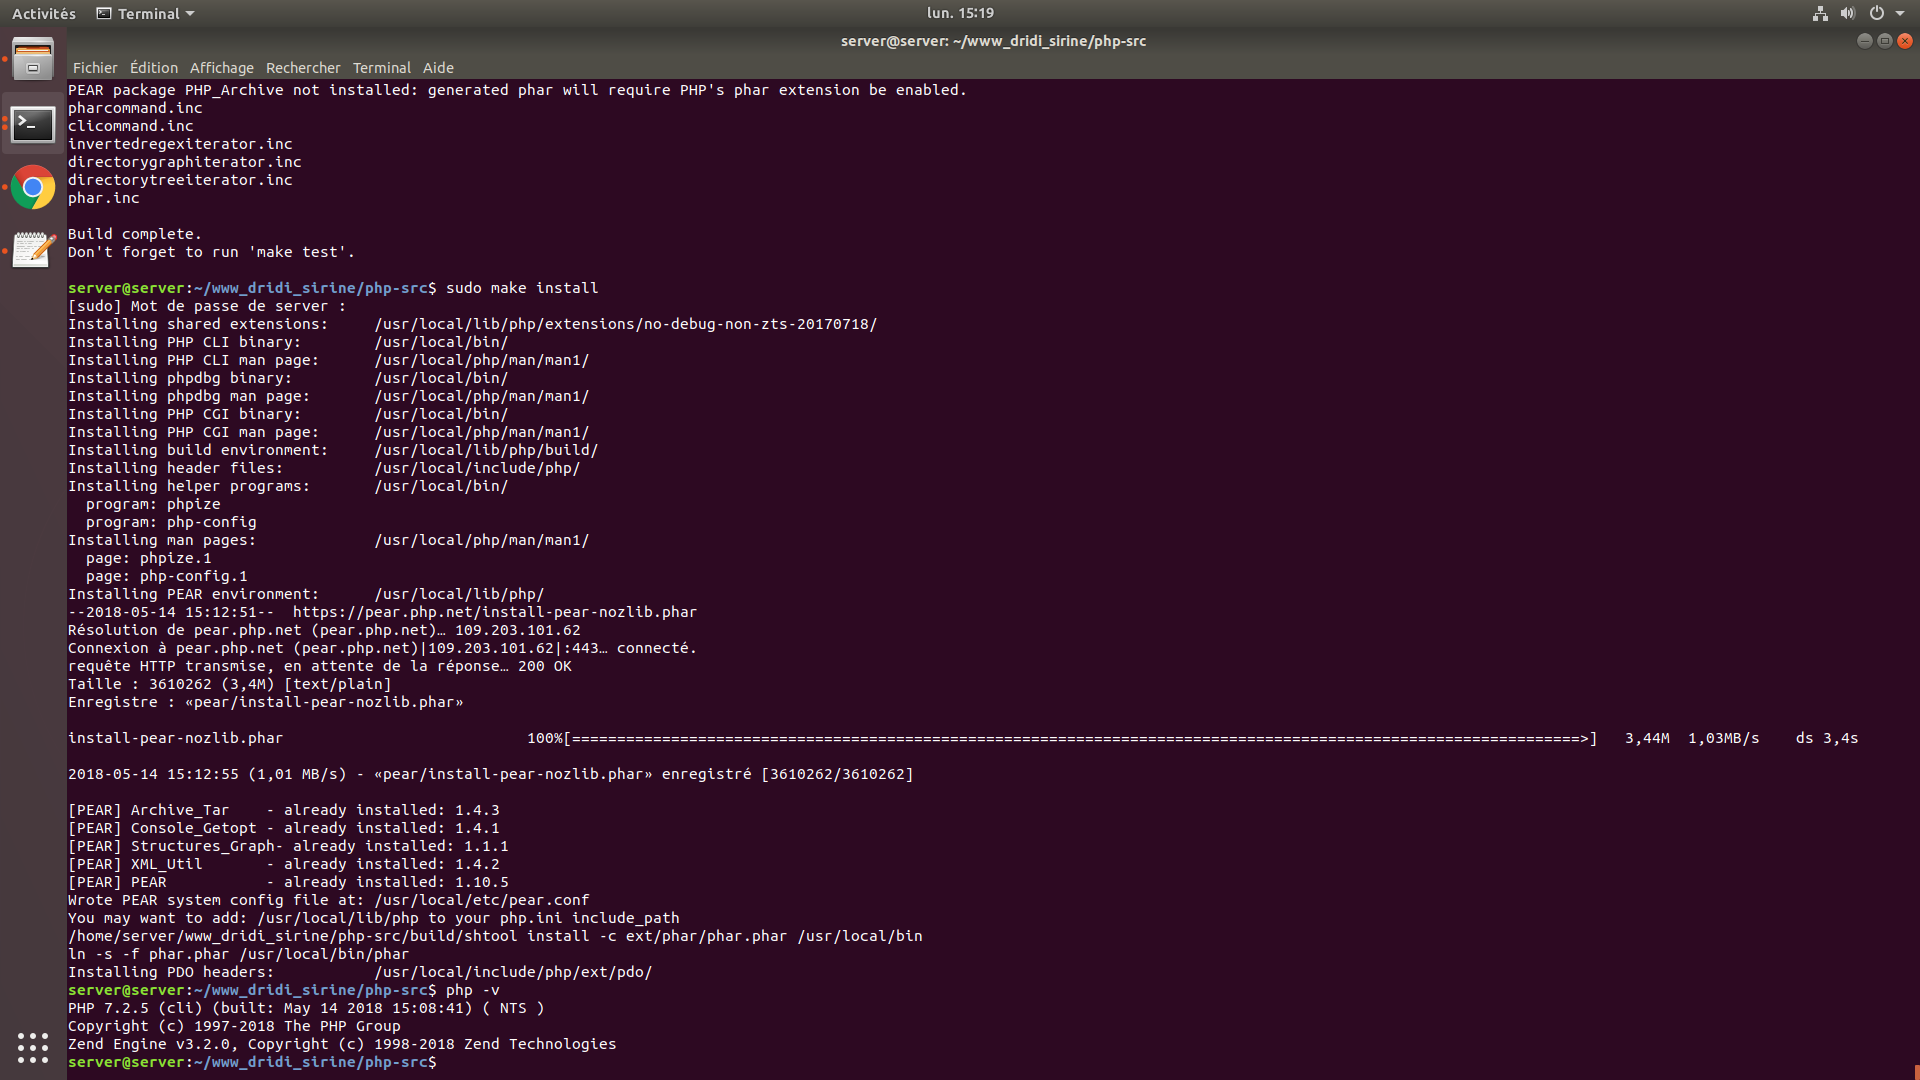 Activités Terminal lun. 15:19
server@server: ~/www_dridi_sirine/php-src
Fichier Édition Affichage Rechercher Terminal Aide
PEAR package PHP_Archive not installed: generated phar will require PHP's phar extension be enabled.
pharcommand.inc
clicommand.inc
invertedregexiterator.inc
directorygraphiterator.inc
directorytreeiterator.inc
phar.inc
Build complete.
Don't forget to run 'make test'.
server@server:~/www_dridi_sirine/php-src$ sudo make install
[sudo] Mot de passe de server :
Installing shared extensions:     /usr/local/lib/php/extensions/no-debug-non-zts-20170718/
Installing PHP CLI binary:        /usr/local/bin/
Installing PHP CLI man page:      /usr/local/php/man/man1/
Installing phpdbg binary:         /usr/local/bin/
Installing phpdbg man page:       /usr/local/php/man/man1/
Installing PHP CGI binary:        /usr/local/bin/
Installing PHP CGI man page:      /usr/local/php/man/man1/
Installing build environment:     /usr/local/lib/php/build/
Installing header files:          /usr/local/include/php/
Installing helper programs:       /usr/local/bin/
  program: phpize
  program: php-config
Installing man pages:             /usr/local/php/man/man1/
  page: phpize.1
  page: php-config.1
Installing PEAR environment:      /usr/local/lib/php/
--2018-05-14 15:12:51--  https://pear.php.net/install-pear-nozlib.phar
Résolution de pear.php.net (pear.php.net)… 109.203.101.62
Connexion à pear.php.net (pear.php.net)|109.203.101.62|:443… connecté.
requête HTTP transmise, en attente de la réponse… 200 OK
Taille : 3610262 (3,4M) [text/plain]
Enregistre : «pear/install-pear-nozlib.phar»
install-pear-nozlib.phar                           100%[================================================================================================================>]   3,44M  1,03MB/s    ds 3,4s
2018-05-14 15:12:55 (1,01 MB/s) - «pear/install-pear-nozlib.phar» enregistré [3610262/3610262]
[PEAR] Archive_Tar    - already installed: 1.4.3
[PEAR] Console_Getopt - already installed: 1.4.1
[PEAR] Structures_Graph- already installed: 1.1.1
[PEAR] XML_Util       - already installed: 1.4.2
[PEAR] PEAR           - already installed: 1.10.5
Wrote PEAR system config file at: /usr/local/etc/pear.conf
You may want to add: /usr/local/lib/php to your php.ini include_path
/home/server/www_dridi_sirine/php-src/build/shtool install -c ext/phar/phar.phar /usr/local/bin
ln -s -f phar.phar /usr/local/bin/phar
Installing PDO headers:           /usr/local/include/php/ext/pdo/
server@server:~/www_dridi_sirine/php-src$ php -v
PHP 7.2.5 (cli) (built: May 14 2018 15:08:41) ( NTS )
Copyright (c) 1997-2018 The PHP Group
Zend Engine v3.2.0, Copyright (c) 1998-2018 Zend Technologies
server@server:~/www_dridi_sirine/php-src$